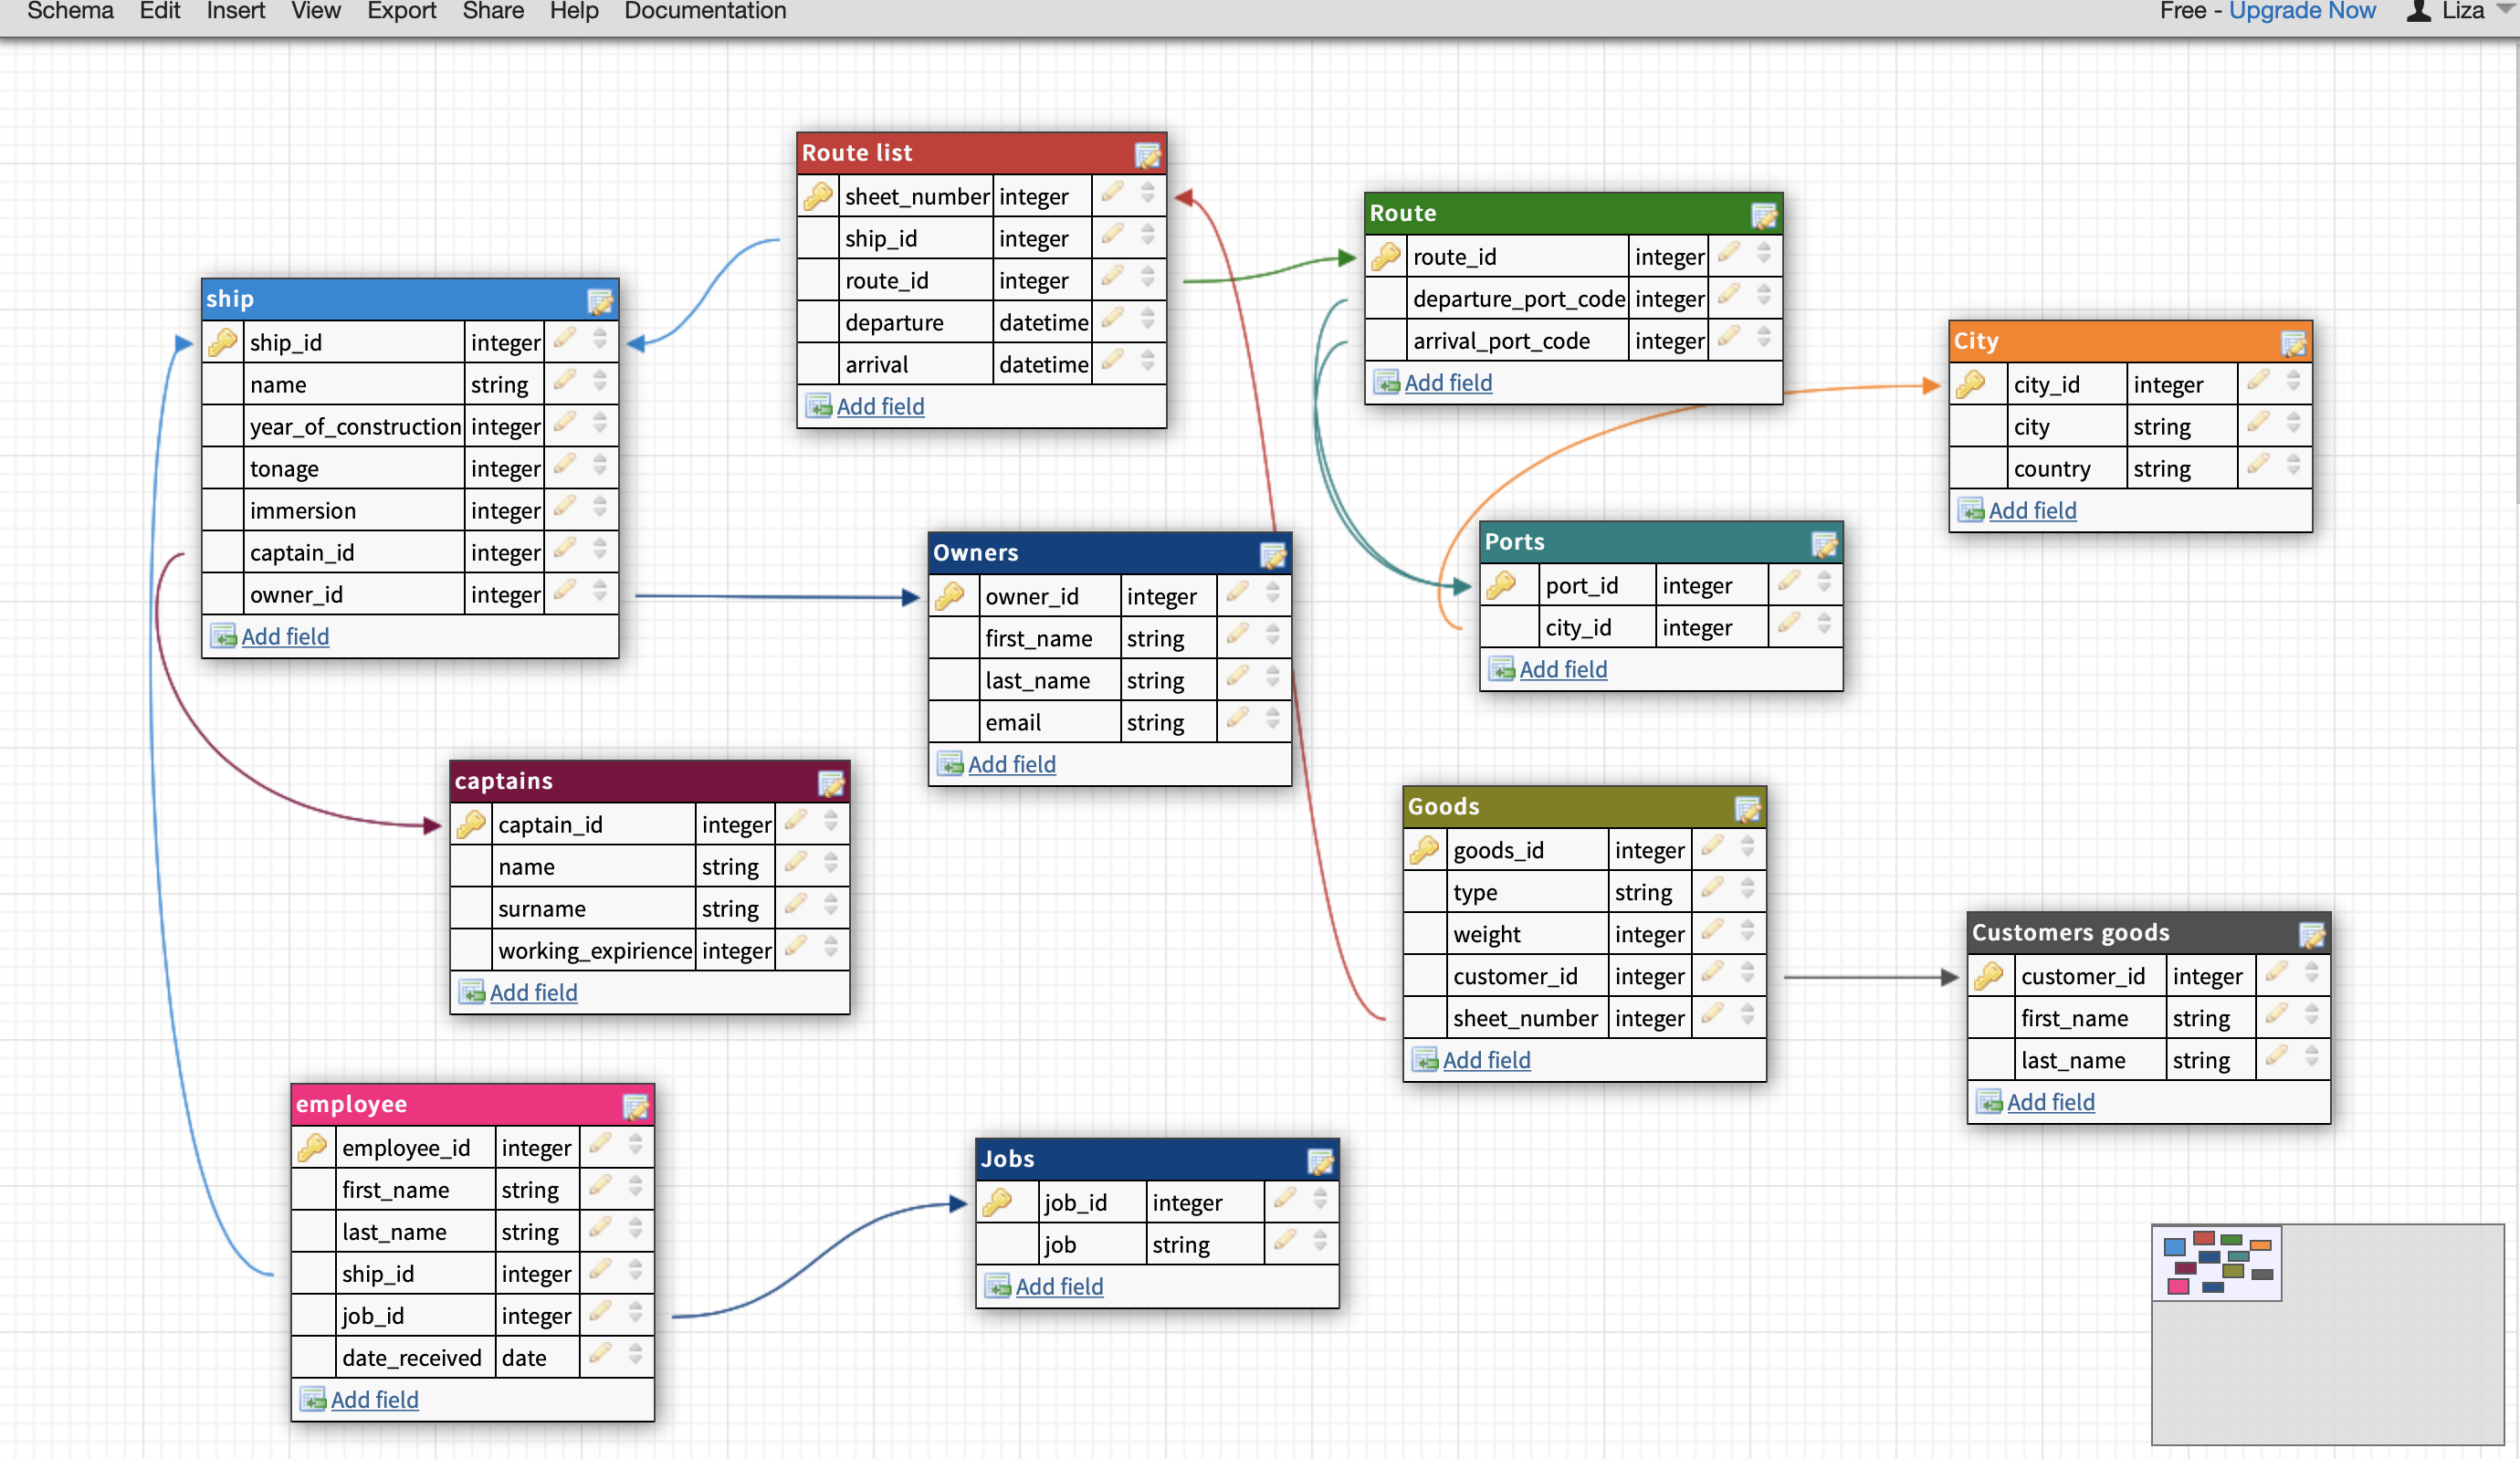 Schema Edit Insert View Export Share Help Documentation Free - Upgrade Now Liza
Route list
sheet_number integer
ship_id integer
route_id integer
departure datetime
arrival datetime
Add field
Route
route_id integer
departure_port_code integer
arrival_port_code integer
Add field
ship
ship_id integer
name string
year_of_construction integer
tonage integer
immersion integer
captain_id integer
owner_id integer
Add field
City
city_id integer
city string
country string
Add field
Owners
owner_id integer
first_name string
last_name string
email string
Add field
Ports
port_id integer
city_id integer
Add field
captains
captain_id integer
name string
surname string
working_expirience integer
Add field
Goods
goods_id integer
type string
weight integer
customer_id integer
sheet_number integer
Add field
Customers goods
customer_id integer
first_name string
last_name string
Add field
employee
employee_id integer
first_name string
last_name string
ship_id integer
job_id integer
date_received date
Add field
Jobs
job_id integer
job string
Add field